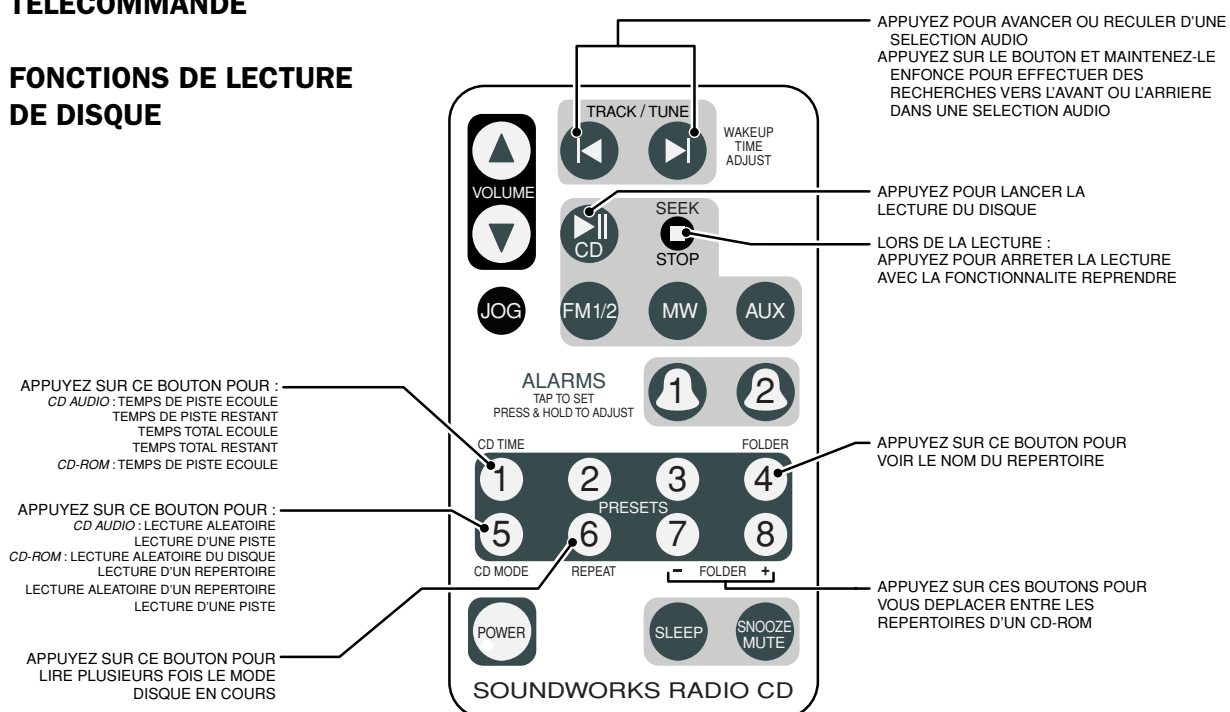 TELECOMMANDE
FONCTIONS DE LECTURE
DE DISQUE
APPUYEZ POUR AVANCER OU RECULER D'UNE
SELECTION AUDIO
APPUYEZ SUR LE BOUTON ET MAINTENEZ-LE
ENFONCE POUR EFFECTUER DES
RECHERCHES VERS L'AVANT OU L'ARRIERE
DANS UNE SELECTION AUDIO
TRACK / TUNE
WAKEUP
TIME
ADJUST
VOLUME
APPUYEZ POUR LANCER LA
LECTURE DU DISQUE
CD
SEEK
STOP
LORS DE LA LECTURE :
APPUYEZ POUR ARRETER LA LECTURE
AVEC LA FONCTIONNALITE REPRENDRE
JOG
FM1/2
MW
AUX
ALARMS
TAP TO SET
PRESS & HOLD TO ADJUST
1
2
APPUYEZ SUR CE BOUTON POUR :
CD AUDIO : TEMPS DE PISTE ECOULE
TEMPS DE PISTE RESTANT
TEMPS TOTAL ECOULE
TEMPS TOTAL RESTANT
CD-ROM : TEMPS DE PISTE ECOULE
CD TIME
FOLDER
1
2
3
4
PRESETS
5
6
7
8
CD MODE
REPEAT
– FOLDER +
APPUYEZ SUR CE BOUTON POUR
VOIR LE NOM DU REPERTOIRE
APPUYEZ SUR CE BOUTON POUR :
CD AUDIO : LECTURE ALEATOIRE
LECTURE D'UNE PISTE
CD-ROM : LECTURE ALEATOIRE DU DISQUE
LECTURE D'UN REPERTOIRE
LECTURE ALEATOIRE D'UN REPERTOIRE
LECTURE D'UNE PISTE
APPUYEZ SUR CES BOUTONS POUR
VOUS DEPLACER ENTRE LES
REPERTOIRES D'UN CD-ROM
POWER
SLEEP
SNOOZE
MUTE
APPUYEZ SUR CE BOUTON POUR
LIRE PLUSIEURS FOIS LE MODE
DISQUE EN COURS
SOUNDWORKS RADIO CD